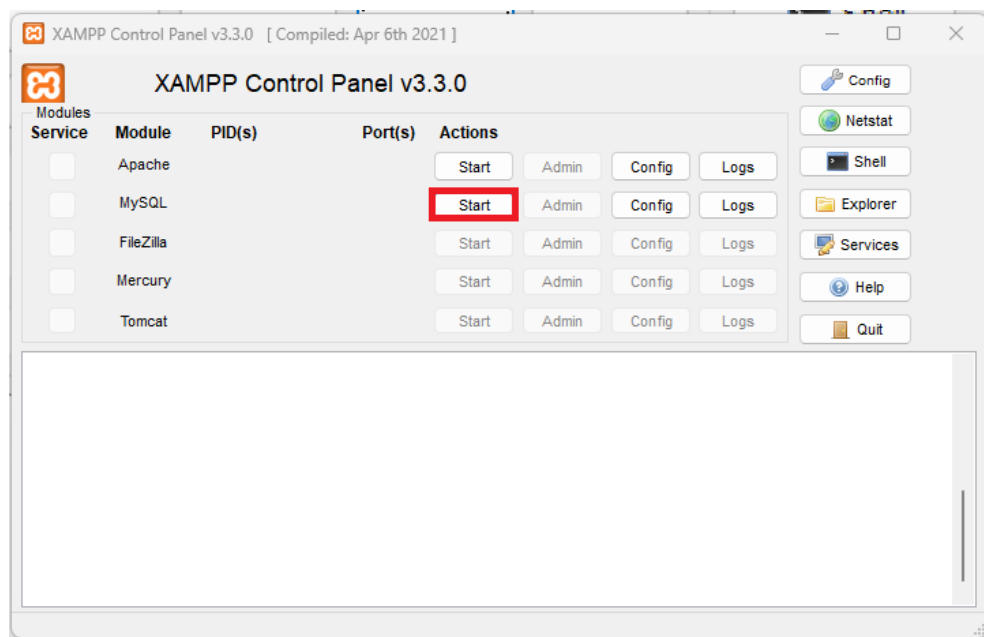 XAMPP Control Panel v3.3.0 [ Compiled: Apr 6th 2021 ]
XAMPP Control Panel v3.3.0
Config
Modules
Service Module PID(s) Port(s) Actions
Netstat
Apache Start Admin Config Logs
Shell
MySQL Start Admin Config Logs
Explorer
FileZilla Start Admin Config Logs
Services
Mercury Start Admin Config Logs
Help
Tomcat Start Admin Config Logs
Quit